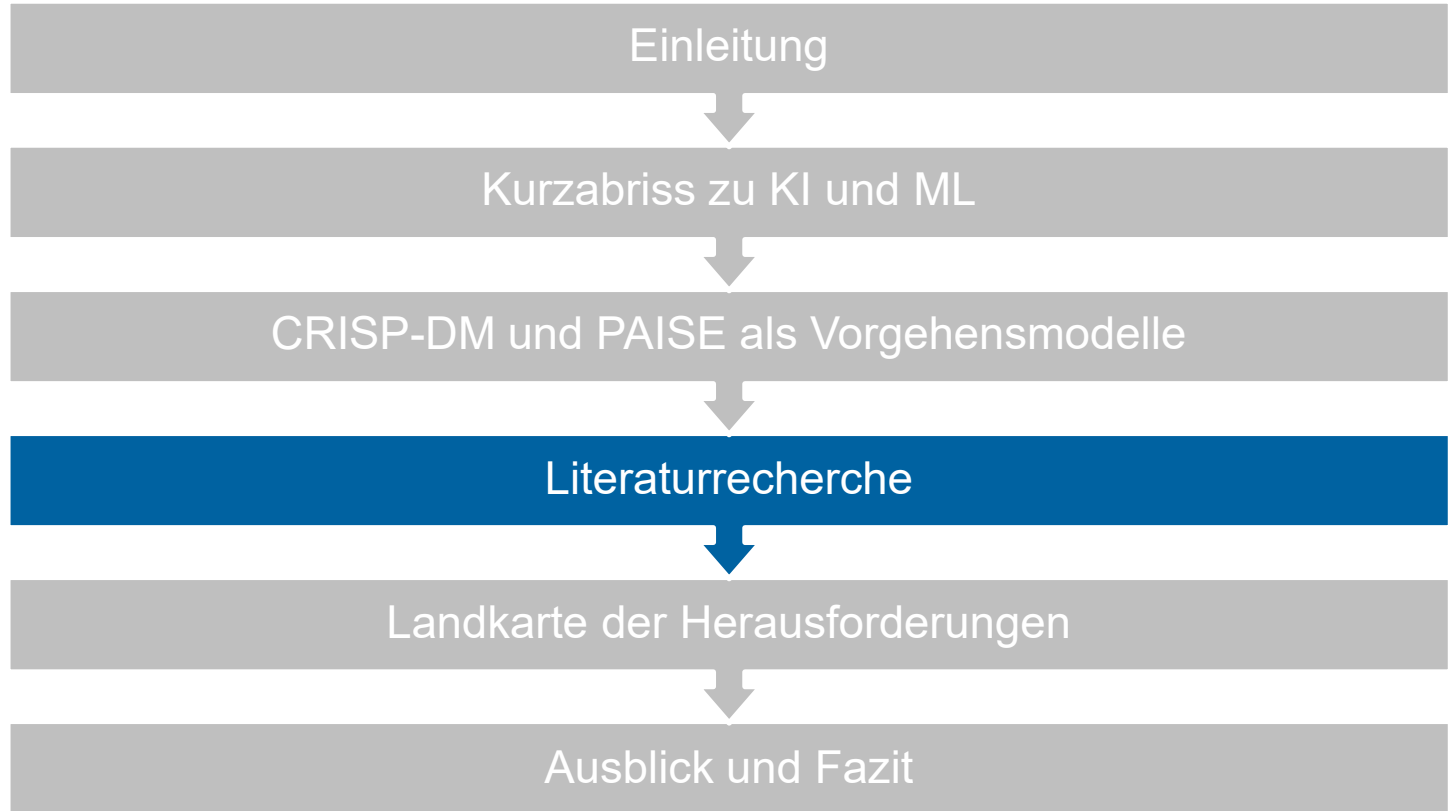 Einleitung
Kurzabriss zu KI und ML
CRISP-DM und PAISE als Vorgehensmodelle
Literaturrecherche
Landkarte der Herausforderungen
Ausblick und Fazit